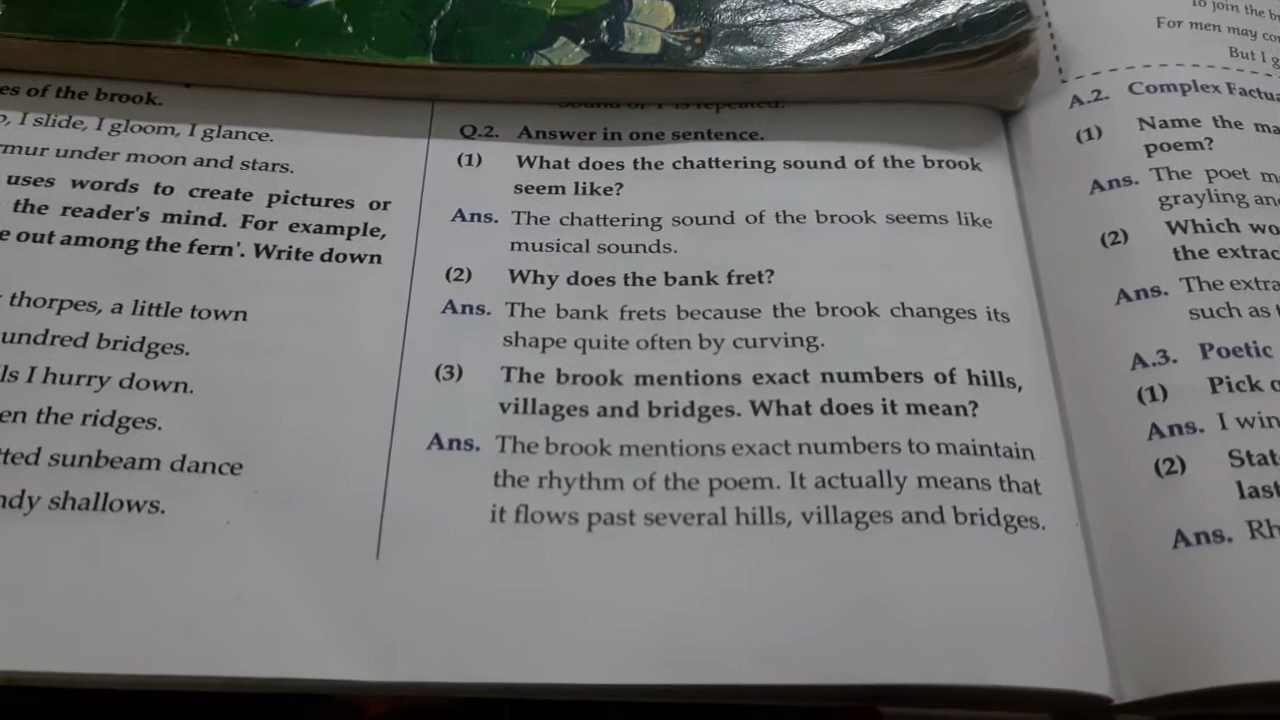 es of the brook.
, I slide, I gloom, I glance.
mur under moon and stars.
uses words to create pictures or
the reader's mind. For example,
e out among the fern'. Write down
thorpes, a little town
undred bridges.
ls I hurry down.
en the ridges.
ted sunbeam dance
ndy shallows.
is repeated.
Q.2. Answer in one sentence.
(1) What does the chattering sound of the brook
seem like?
Ans. The chattering sound of the brook seems like
musical sounds.
(2) Why does the bank fret?
Ans. The bank frets because the brook changes its
shape quite often by curving.
(3) The brook mentions exact numbers of hills,
villages and bridges. What does it mean?
Ans. The brook mentions exact numbers to maintain
the rhythm of the poem. It actually means that
it flows past several hills, villages and bridges.
To join the b
For men may co
But I g
A.2. Complex Factua
(1) Name the ma
poem?
Ans. The poet m
grayling an
(2) Which wo
the extrac
Ans. The extra
such as
A.3. Poetic
(1) Pick o
Ans. I win
(2) Stat
last
Ans. Rh